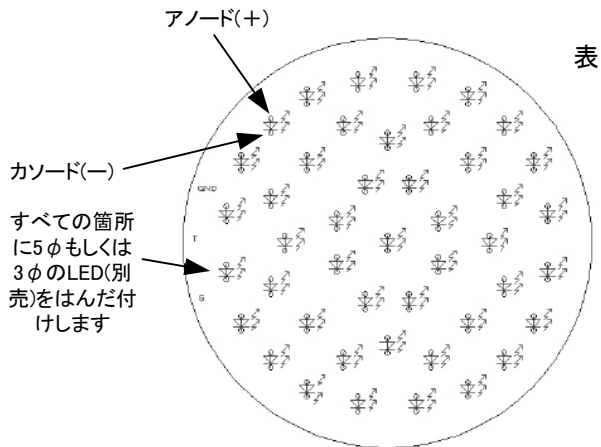 アノード(＋)
表
カソード(ー)
GND
すべての箇所
に5φもしくは
3φのLED(別
売)をはんだ付
けします
T
S